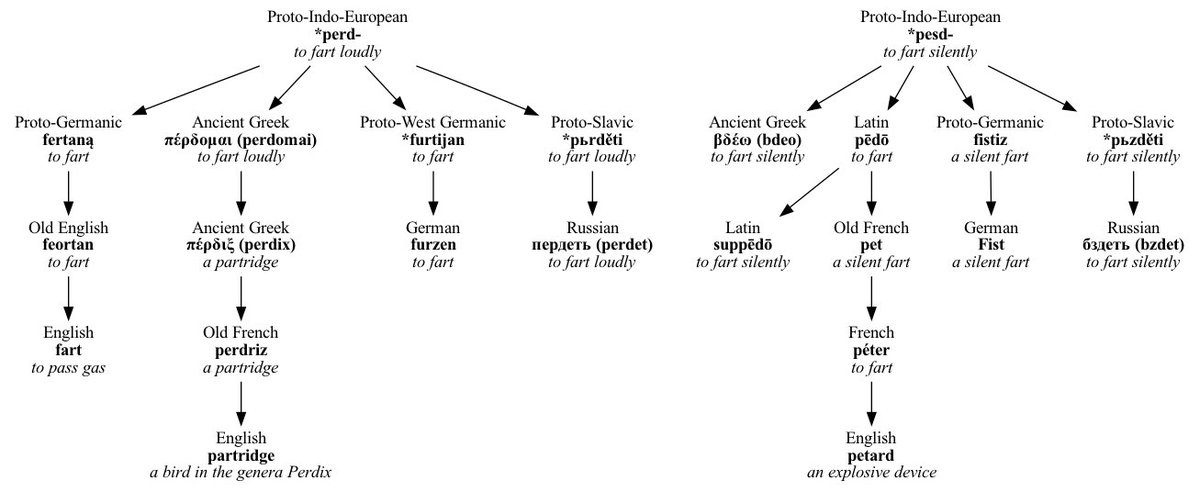 Proto-Indo-European
*perd-
to fart loudly
Proto-Germanic
fertaną
to fart
Old English
feortan
to fart
English
fart
to pass gas
Ancient Greek
πέρδομαι (perdomai)
to fart loudly
Ancient Greek
πέρδιξ (perdix)
a partridge
Old French
perdriz
a partridge
English
partridge
a bird in the genera Perdix
Proto-West Germanic
*furtijan
to fart
German
furzen
to fart
Proto-Slavic
*pьrděti
to fart loudly
Russian
пердеть (perdet)
to fart loudly
Proto-Indo-European
*pesd-
to fart silently
Ancient Greek
βδέω (bdeo)
to fart silently
Latin
pēdō
to fart
Latin
suppēdō
to fart silently
Old French
pet
a silent fart
French
péter
to fart
English
petard
an explosive device
Proto-Germanic
fistiz
a silent fart
German
Fist
a silent fart
Proto-Slavic
*pьzděti
to fart silently
Russian
бздеть (bzdet)
to fart silently